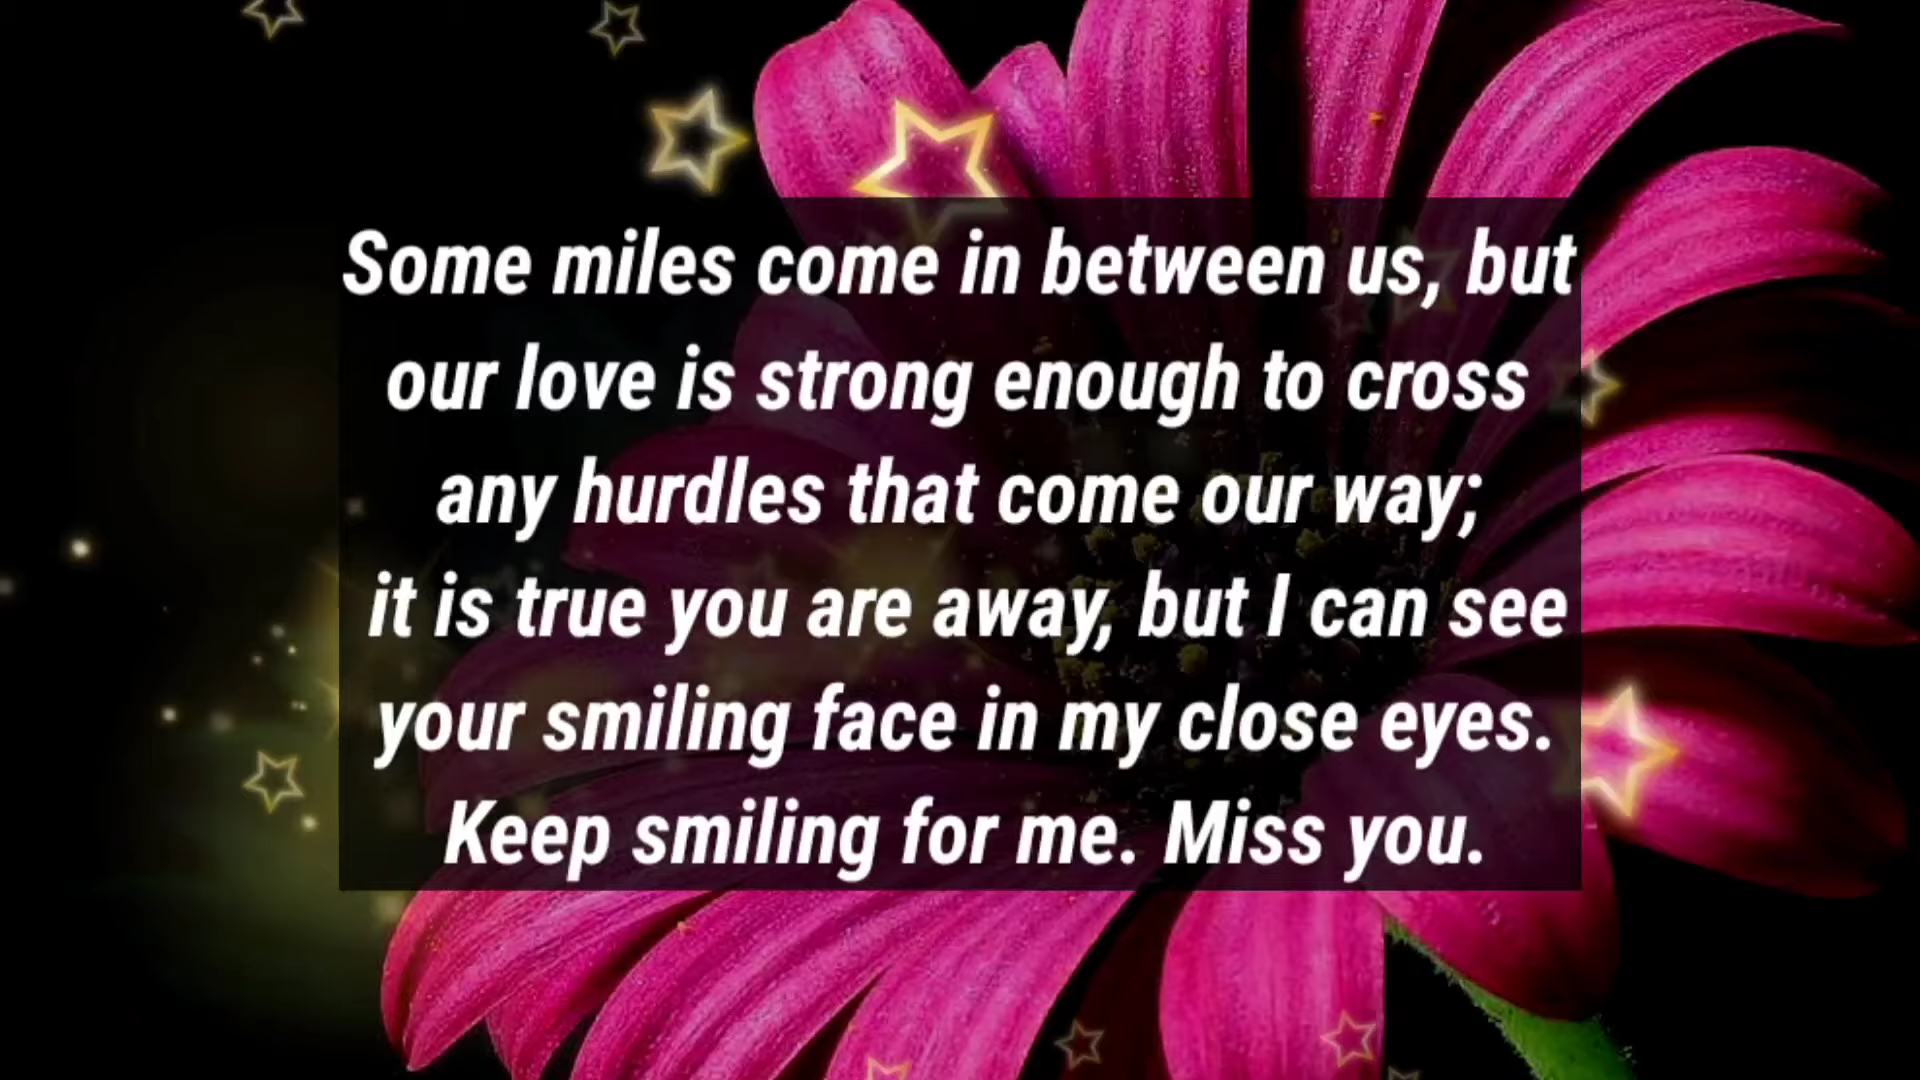 Some miles come in between us, but
our love is strong enough to cross
any hurdles that come our way;
it is true you are away, but I can see
your smiling face in my close eyes.
Keep smiling for me. Miss you.